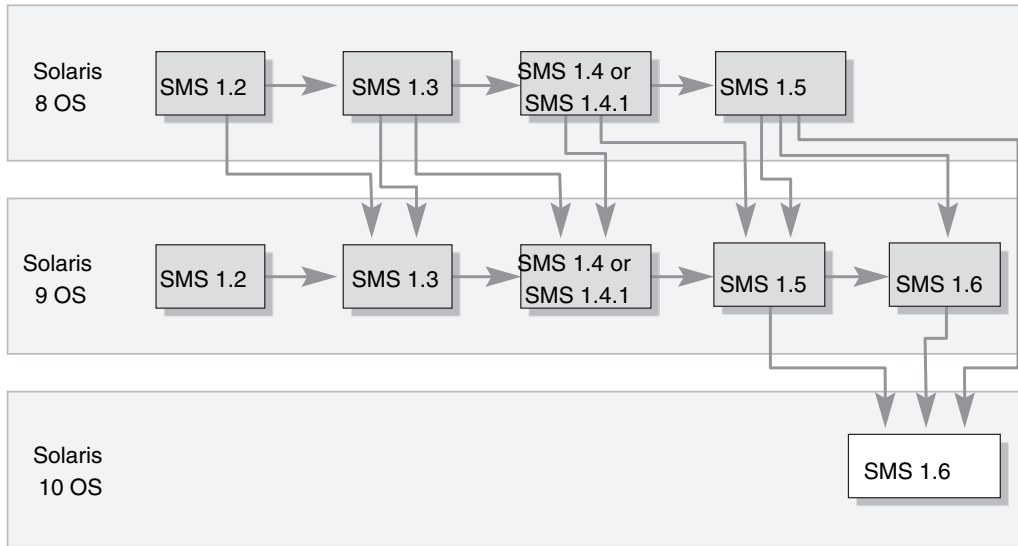 Solaris
8 OS
SMS 1.2
SMS 1.3
SMS 1.4 or
SMS 1.4.1
SMS 1.5
Solaris
9 OS
SMS 1.2
SMS 1.3
SMS 1.4 or
SMS 1.4.1
SMS 1.5
SMS 1.6
Solaris
10 OS
SMS 1.6